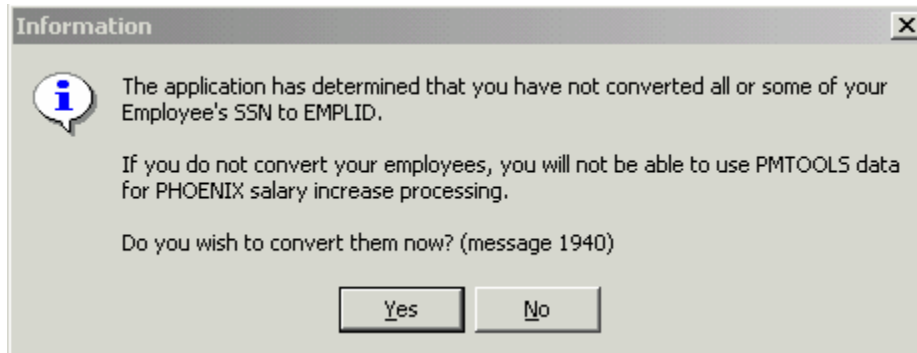 Information
The application has determined that you have not converted all or some of your
Employee's SSN to EMPLID.
If you do not convert your employees, you will not be able to use PMTOOLS data
for PHOENIX salary increase processing.
Do you wish to convert them now? (message 1940)
Yes
No